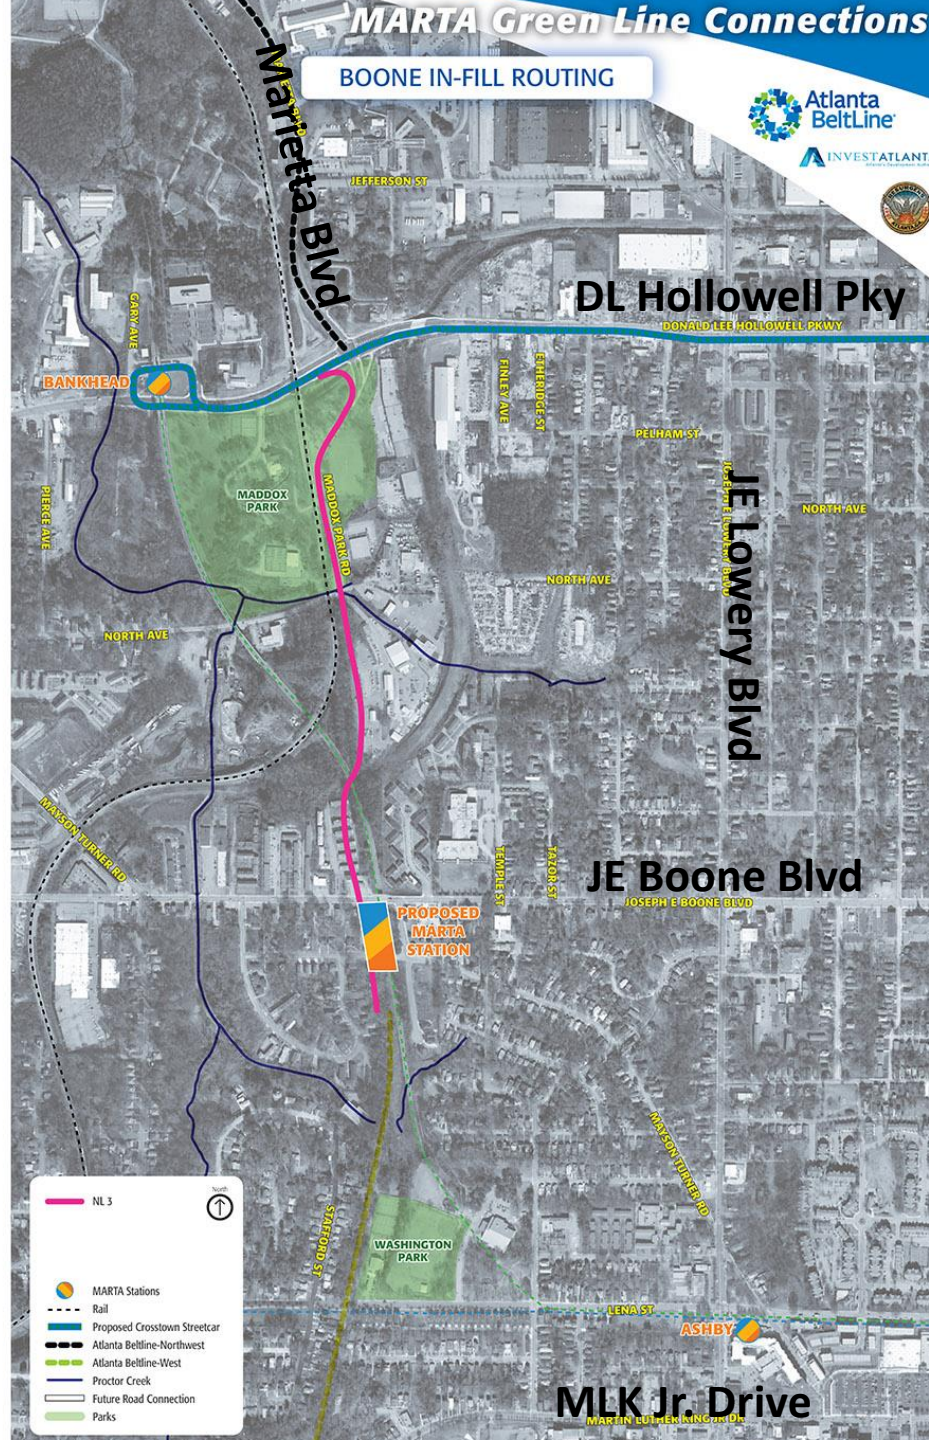 MARTA Green Line Connections
BOONE IN-FILL ROUTING
Atlanta
BeltLine
INVESTATLANT
Marietta Blvd
JEFFERSON ST
DL Hollowell Pky
DONALD LEE HOLLOWELL PKWY
GARY AVE
BANKHEAD
FINLEY AVE
ETHERIDGE ST
PELHAM ST
JE Lowery Blvd
PIERCE AVE
MADDOX
PARK
MADDOX PARK RD
NORTH AVE
NORTH AVE
NORTH AVE
MAYSON TURNER RD
TEMPLE ST
TAZOR ST
JE Boone Blvd
JOSEPH E BOONE BLVD
PROPOSED
MARTA
STATION
MAYSON TURNER RD
STAFFORD ST
WASHINGTON
PARK
LENA ST
ASHBY
MLK Jr. Drive
MARTIN LUTHER KING JR DR
NL 3
North
MARTA Stations
Rail
Proposed Crosstown Streetcar
Atlanta Beltline-Northwest
Atlanta Beltline-West
Proctor Creek
Future Road Connection
Parks